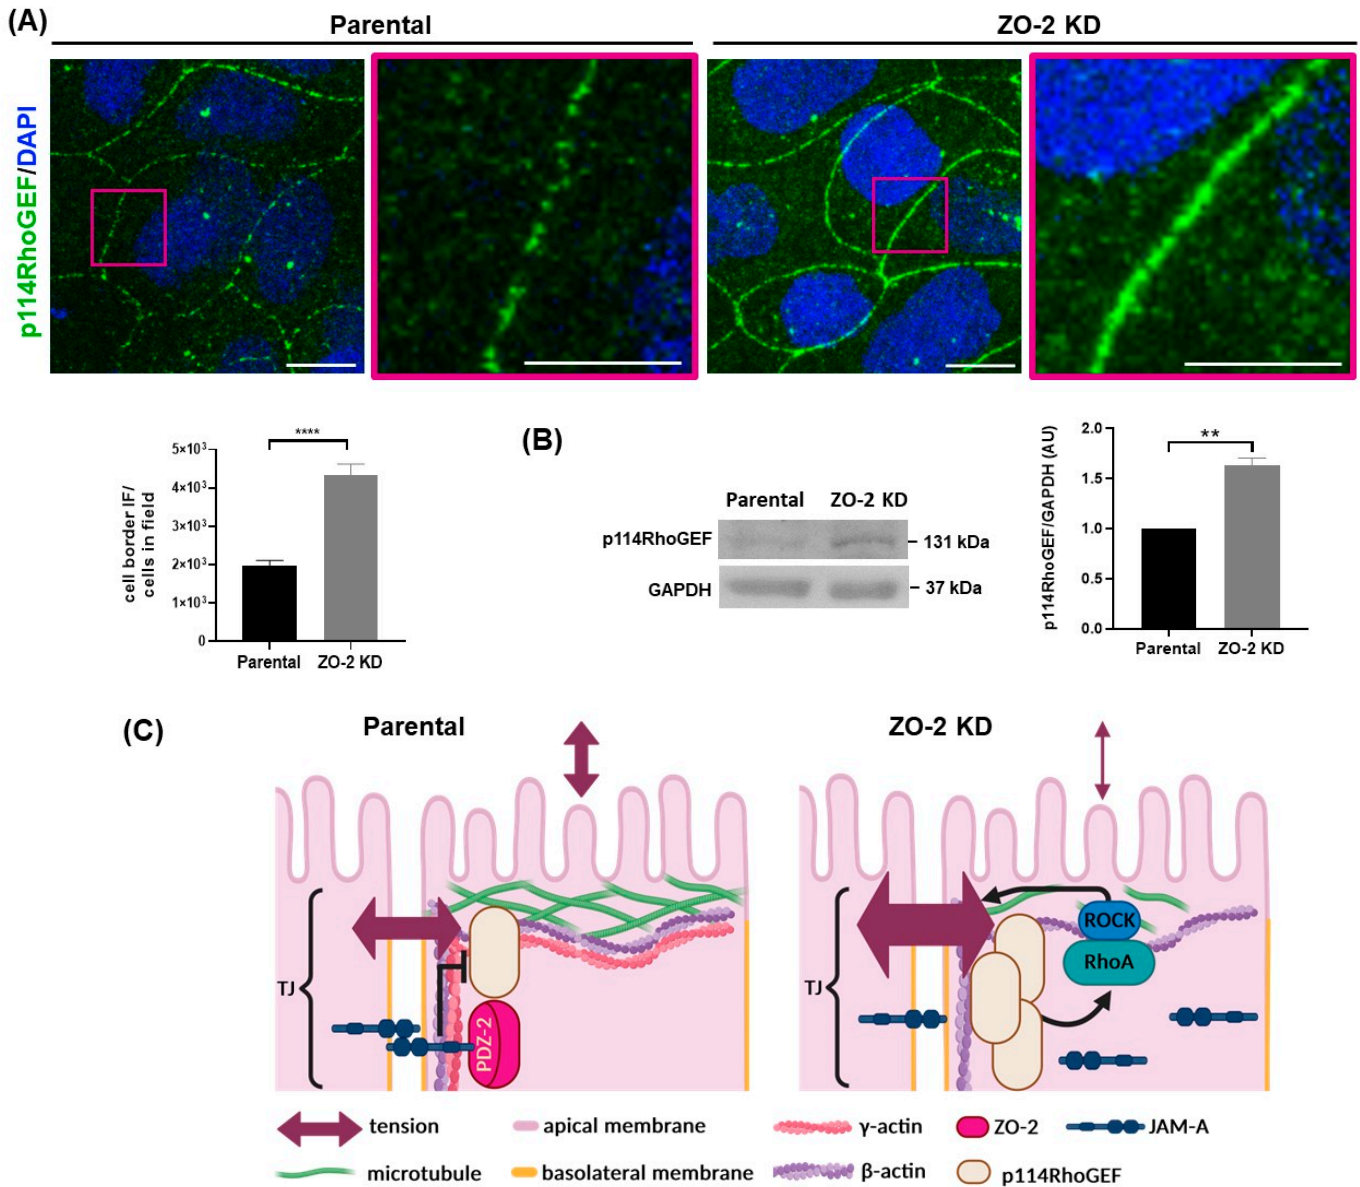 (A)
Parental
ZO-2 KD
p114RhoGEF/DAPI
cell border IF/
cells in field
5×10³
4×10³
3×10³
2×10³
1×10³
0
****
Parental
ZO-2 KD
(B)
Parental
ZO-2 KD
p114RhoGEF
131 kDa
GAPDH
37 kDa
p114RhoGEF/GAPDH (AU)
2.0
1.5
1.0
0.5
0.0
**
Parental
ZO-2 KD
(C)
Parental
TJ
PDZ-2
ZO-2 KD
TJ
ROCK
RhoA
tension
apical membrane
γ-actin
ZO-2
JAM-A
microtubule
basolateral membrane
β-actin
p114RhoGEF